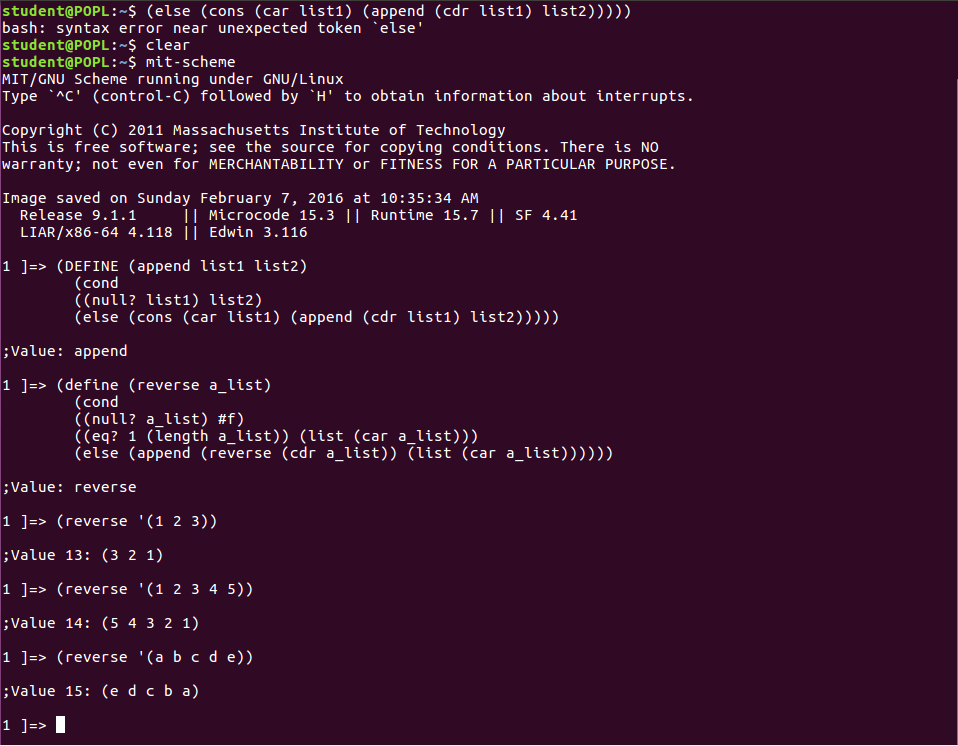 student@POPL:~$ (else (cons (car list1) (append (cdr list1) list2)))))
bash: syntax error near unexpected token `else'
student@POPL:~$ clear
student@POPL:~$ mit-scheme
MIT/GNU Scheme running under GNU/Linux
Type `^C' (control-C) followed by `H' to obtain information about interrupts.

Copyright (C) 2011 Massachusetts Institute of Technology
This is free software; see the source for copying conditions. There is NO
warranty; not even for MERCHANTABILITY or FITNESS FOR A PARTICULAR PURPOSE.

Image saved on Sunday February 7, 2016 at 10:35:34 AM
  Release 9.1.1     || Microcode 15.3 || Runtime 15.7 || SF 4.41
  LIAR/x86-64 4.118 || Edwin 3.116

1 ]=> (DEFINE (append list1 list2)
        (cond
        ((null? list1) list2)
        (else (cons (car list1) (append (cdr list1) list2)))))

;Value: append

1 ]=> (define (reverse a_list)
        (cond
        ((null? a_list) #f)
        ((eq? 1 (length a_list)) (list (car a_list)))
        (else (append (reverse (cdr a_list)) (list (car a_list))))))

;Value: reverse

1 ]=> (reverse '(1 2 3))

;Value 13: (3 2 1)

1 ]=> (reverse '(1 2 3 4 5))

;Value 14: (5 4 3 2 1)

1 ]=> (reverse '(a b c d e))

;Value 15: (e d c b a)

1 ]=>